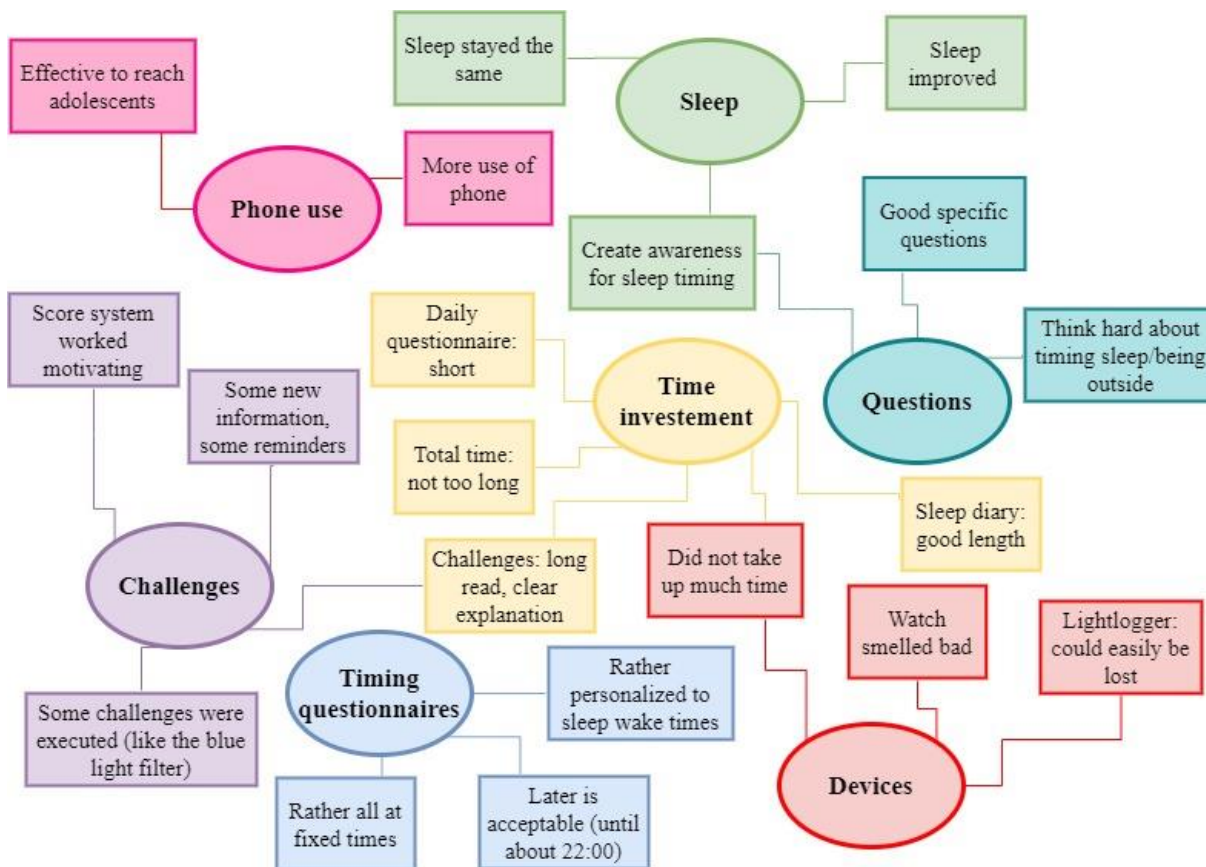 Effective to reach
adolescents
Phone use
More use of
phone
Sleep stayed the
same
Sleep
Sleep
improved
Create awareness
for sleep timing
Good specific
questions
Think hard about
timing sleep/being
outside
Questions
Score system
worked
motivating
Some new
information,
some reminders
Challenges
Some challenges were
executed (like the blue
light filter)
Daily
questionnaire:
short
Time
investement
Total time:
not too long
Challenges: long
read, clear
explanation
Sleep diary:
good length
Did not take
up much time
Watch
smelled bad
Lightlogger:
could easily be
lost
Devices
Timing
questionnaires
Rather
personalized to
sleep wake times
Rather all at
fixed times
Later is
acceptable (until
about 22:00)